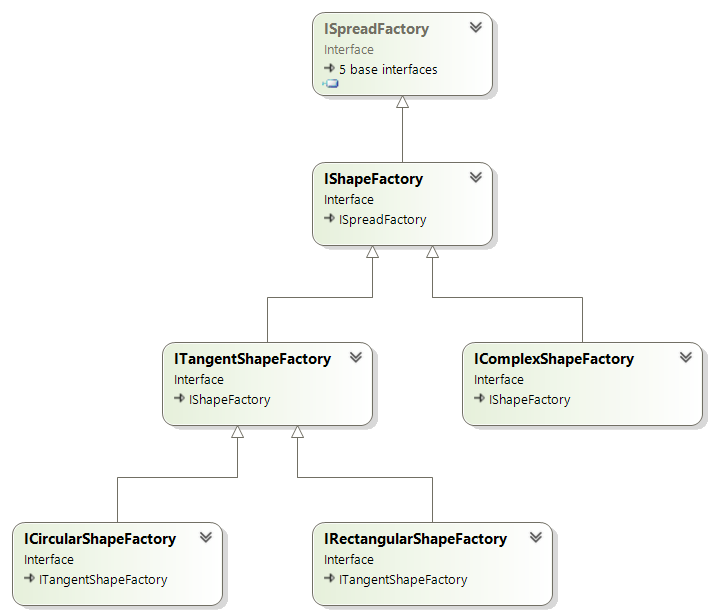 ISpreadFactory
Interface
5 base interfaces
IShapeFactory
Interface
ISpreadFactory
ITangentShapeFactory
Interface
IShapeFactory
IComplexShapeFactory
Interface
IShapeFactory
ICircularShapeFactory
Interface
ITangentShapeFactory
IRectangularShapeFactory
Interface
ITangentShapeFactory